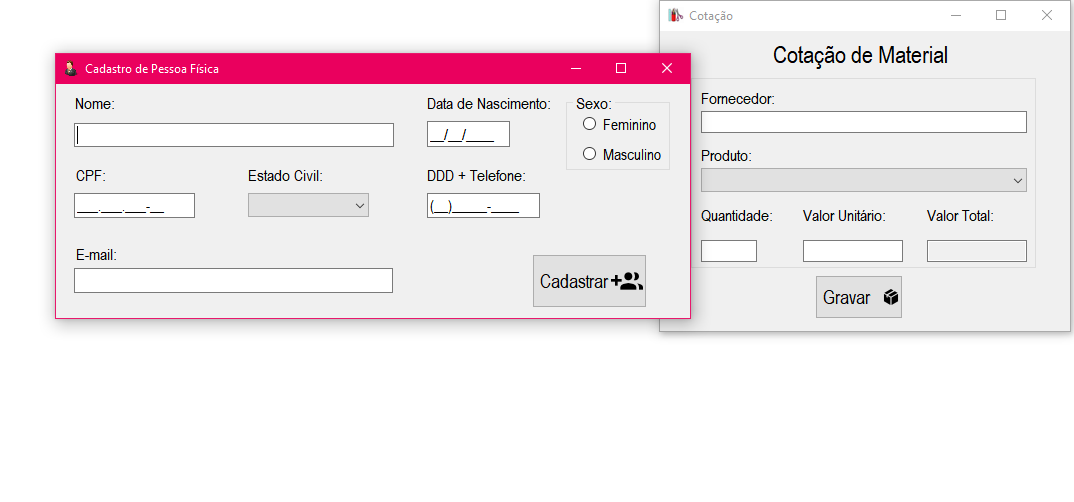 Cadastro de Pessoa Física
Nome:
Data de Nascimento:
Sexo:
__/__/____
Feminino
Masculino
CPF:
Estado Civil:
DDD + Telefone:
___.___.___-__
(__)_____-____
E-mail:
Cadastrar
Cotação
Cotação de Material
Fornecedor:
Produto:
Quantidade:
Valor Unitário:
Valor Total:
Gravar